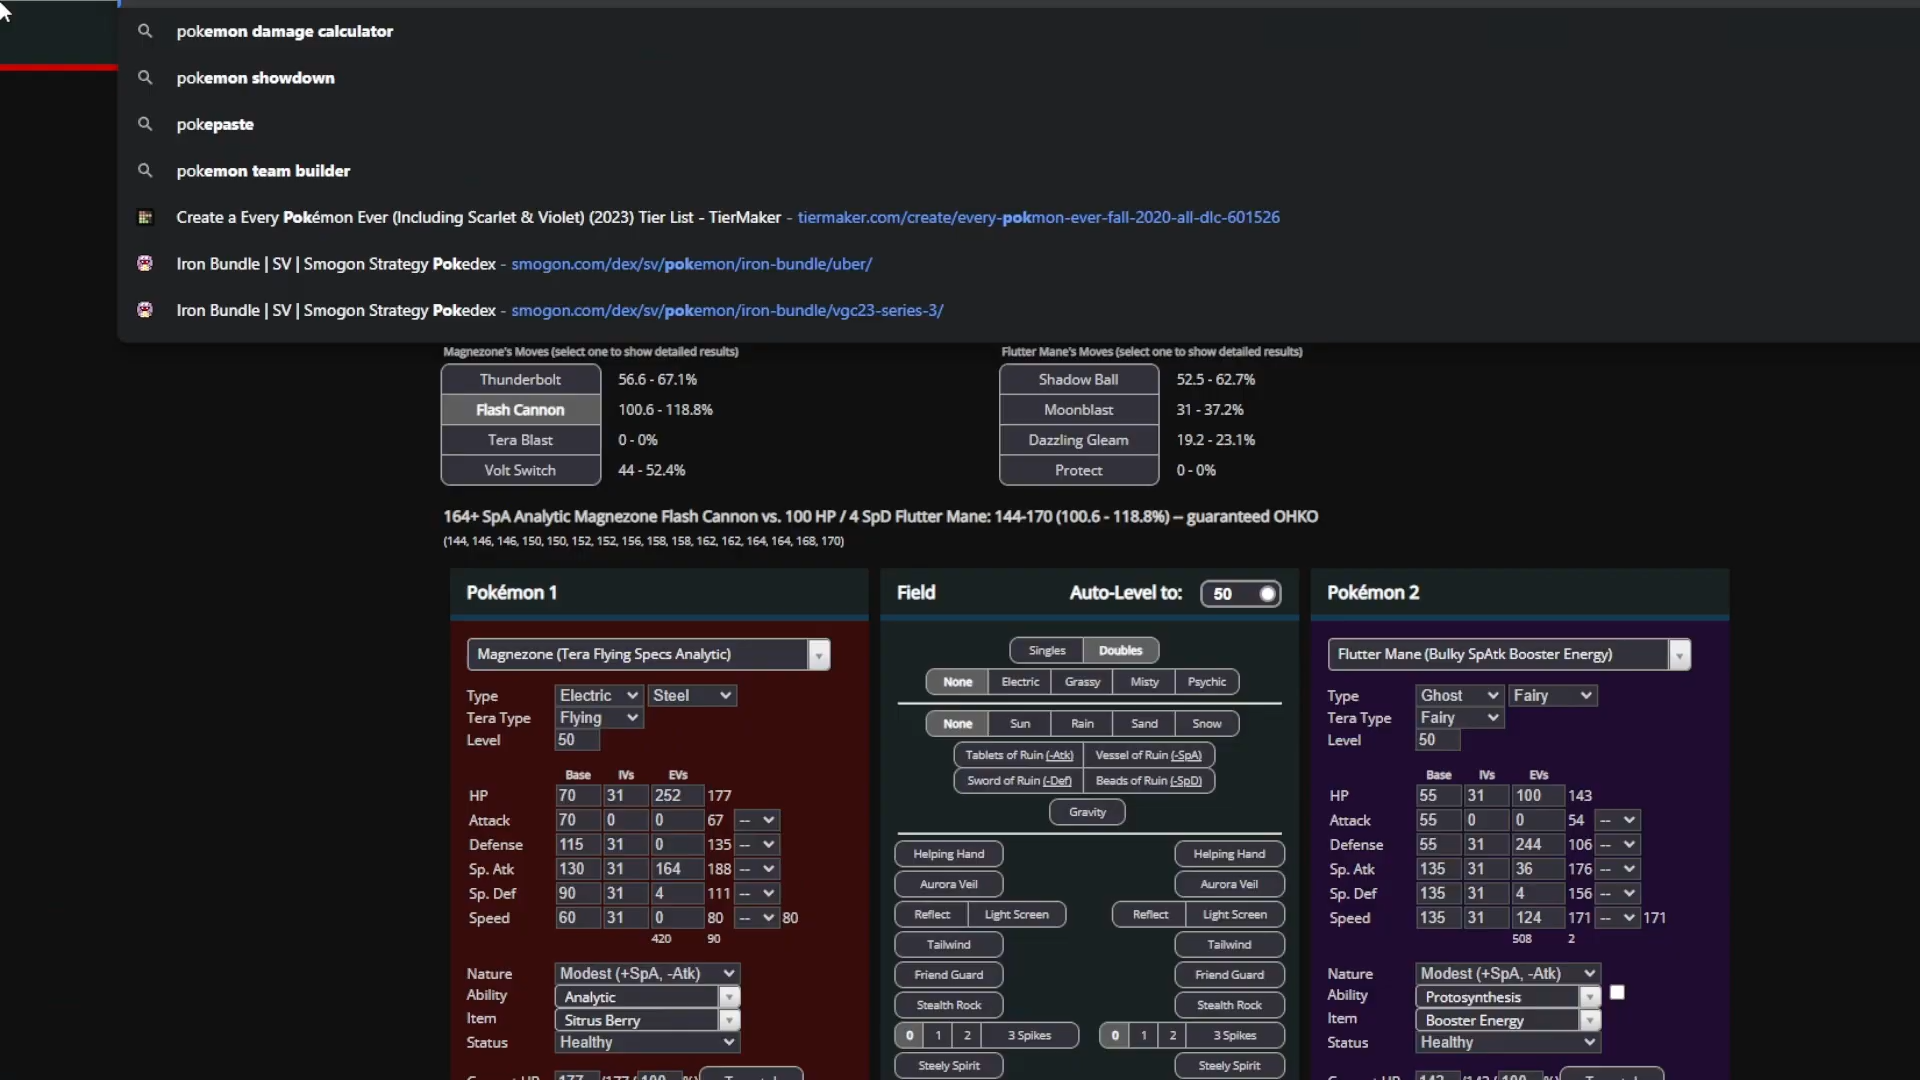 pokemon damage calculator
pokemon showdown
pokepaste
pokemon team builder
Create a Every Pokémon Ever (Including Scarlet & Violet) (2023) Tier List - TierMaker - tiermaker.com/create/every-pokmon-ever-fall-2020-all-dlc-601526
Iron Bundle | SV | Smogon Strategy Pokedex - smogon.com/dex/sv/pokemon/iron-bundle/uber/
Iron Bundle | SV | Smogon Strategy Pokedex - smogon.com/dex/sv/pokemon/iron-bundle/vgc23-series-3/
Magnezone's Moves (select one to show detailed results) Flutter Mane's Moves (select one to show detailed results)
Thunderbolt 56.6 - 67.1% Shadow Ball 52.5 - 62.7%
Flash Cannon 100.6 - 118.8% Moonblast 31 - 37.2%
Tera Blast 0 - 0% Dazzling Gleam 19.2 - 23.1%
Volt Switch 44 - 52.4% Protect 0 - 0%
164+ SpA Analytic Magnezone Flash Cannon vs. 100 HP / 4 SpD Flutter Mane: 144-170 (100.6 - 118.8%) -- guaranteed OHKO
(144, 146, 146, 150, 150, 152, 152, 156, 158, 158, 162, 162, 164, 164, 168, 170)
Pokémon 1 Field Auto-Level to: 50 Pokémon 2
Magnezone (Tera Flying Specs Analytic) Singles Doubles Flutter Mane (Bulky SpAtk Booster Energy)
None Electric Grassy Misty Psychic
Type Electric Steel Type Ghost Fairy
Tera Type Flying None Sun Rain Sand Snow Tera Type Fairy
Level 50 Level 50
Tablets of Ruin (-Atk) Vessel of Ruin (-SpA)
Base IVs EVs Sword of Ruin (-Def) Beads of Ruin (-SpD) Base IVs EVs
HP 70 31 252 177 HP 55 31 100 143
Gravity
Attack 70 0 0 67 -- Attack 55 0 0 54 --
Defense 115 31 0 135 -- Helping Hand Helping Hand Defense 55 31 244 106 --
Sp. Atk 130 31 164 188 -- Aurora Veil Aurora Veil Sp. Atk 135 31 36 176 --
Sp. Def 90 31 4 111 -- Sp. Def 135 31 4 156 --
Speed 60 31 0 80 -- 80 Reflect Light Screen Reflect Light Screen Speed 135 31 124 171 -- 171
420 90 Tailwind Tailwind 508 2
Nature Modest (+SpA, -Atk) Friend Guard Friend Guard Nature Modest (+SpA, -Atk)
Ability Analytic Stealth Rock Stealth Rock Ability Protosynthesis
Item Sitrus Berry Item Booster Energy
Status Healthy 0 1 2 3 Spikes 0 1 2 3 Spikes Status Healthy
Steely Spirit Steely Spirit